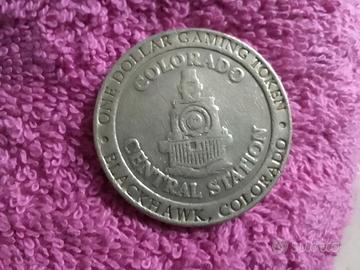 ONE DOLLAR GAMING TOKEN
COLORADO
CENTRAL STATION
BLACKHAWK, COLORADO